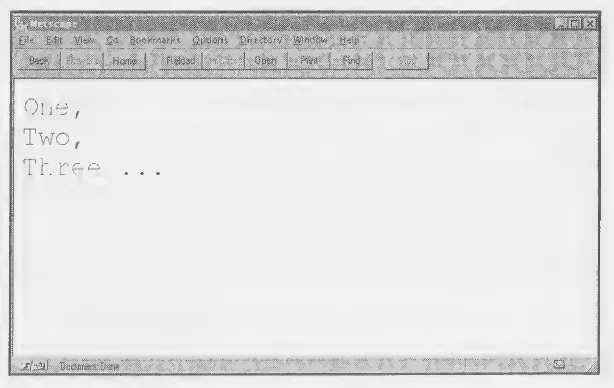 Netscape
File Edit View Go Bookmarks Options Directory Window Help
Back Forward Home Reload Open Print Find Stop
One,
Two,
Three ...
Document: Done